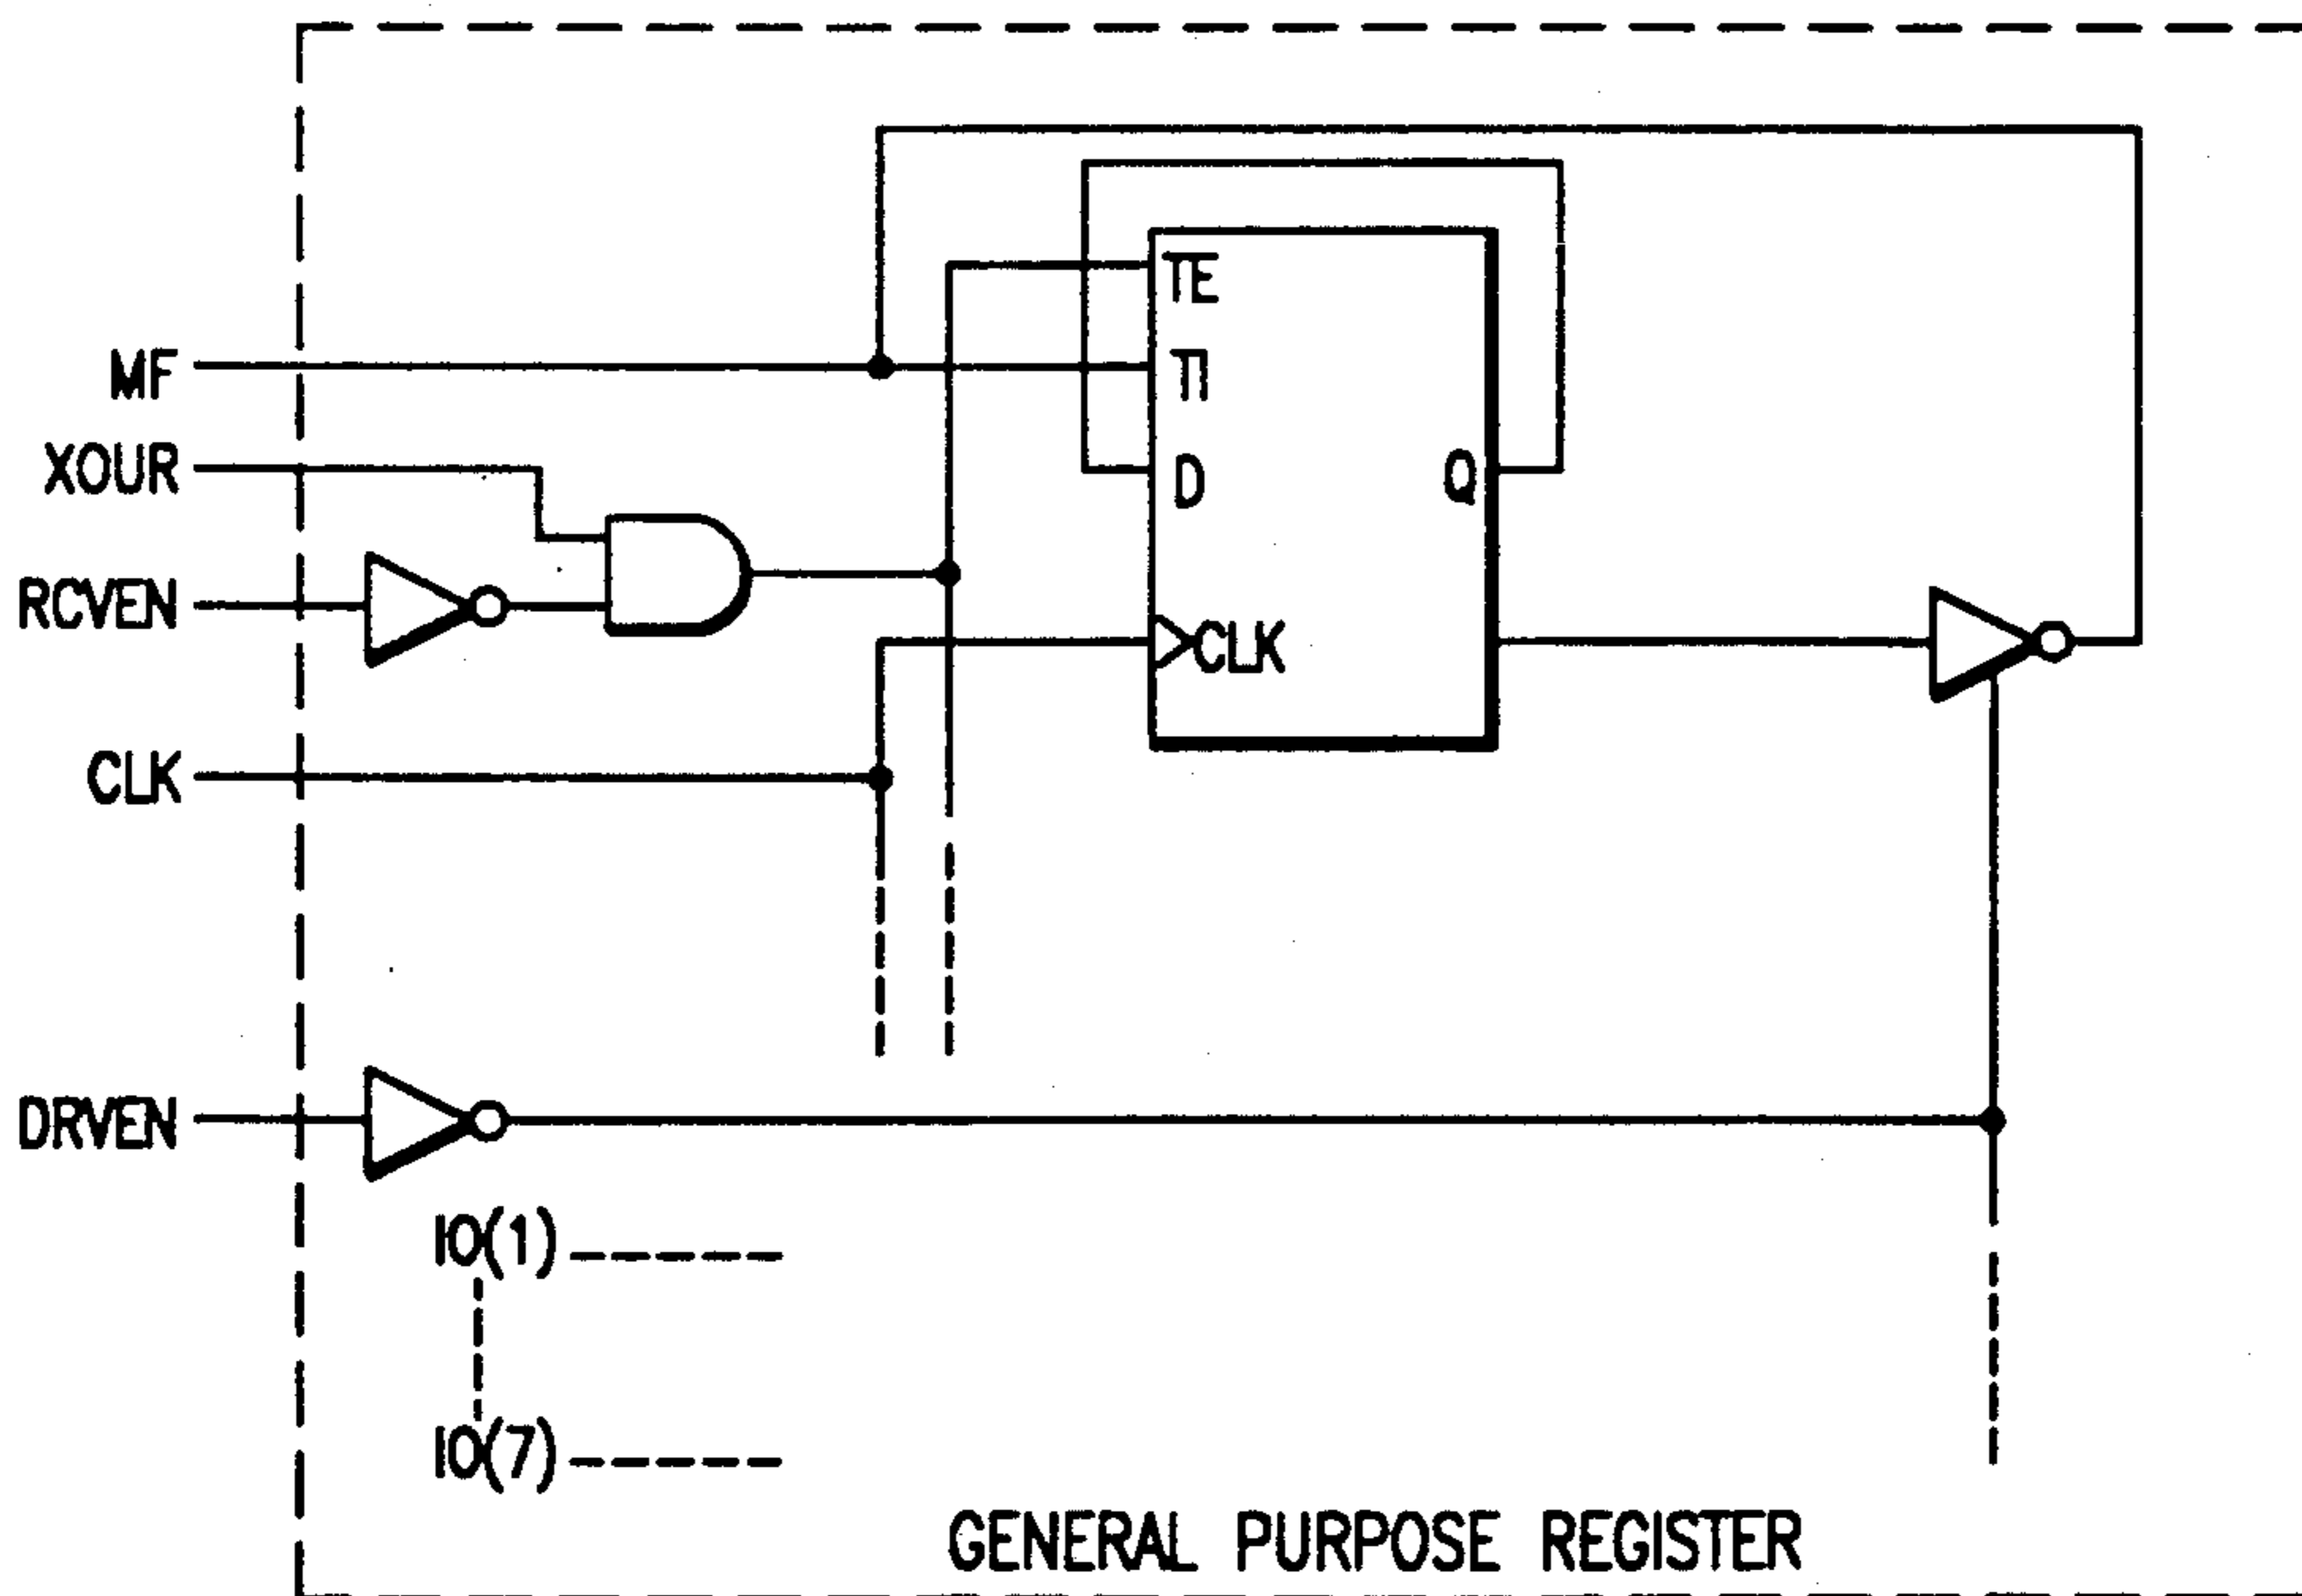 TE
MF
TI
XOUR
D
Q
RCVEN
CLK
CLK
DRVEN
IO(1)
IO(7)
GENERAL PURPOSE REGISTER